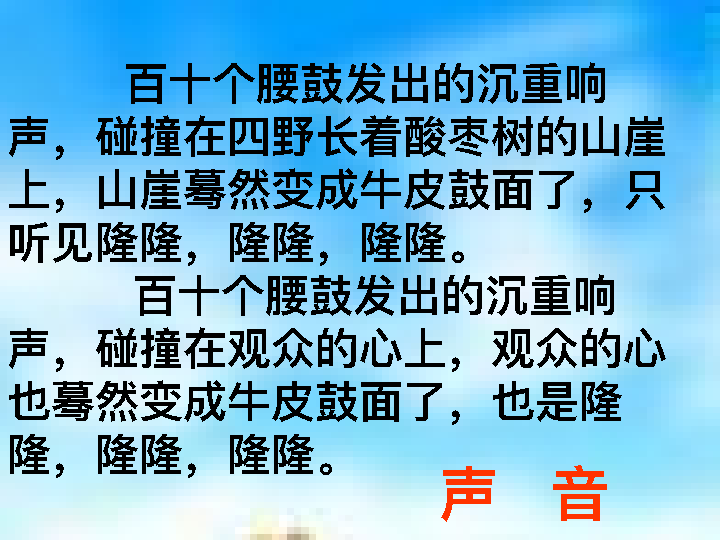 百十个腰鼓发出的沉重响
声，碰撞在四野长着酸枣树的山崖
上，山崖蓦然变成牛皮鼓面了，只
听见隆隆，隆隆，隆隆。
百十个腰鼓发出的沉重响
声，碰撞在观众的心上，观众的心
也蓦然变成牛皮鼓面了，也是隆
隆，隆隆，隆隆。
声 音